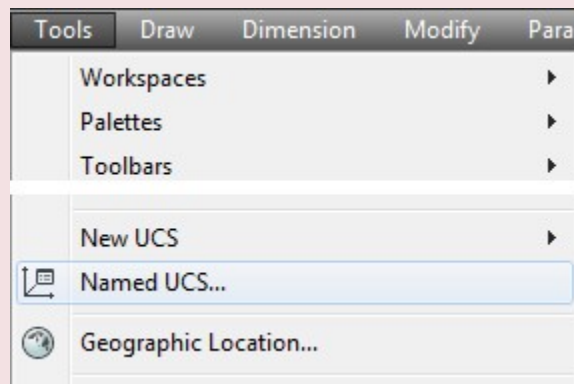 Tools Draw Dimension Modify Para
Workspaces
Palettes
Toolbars
New UCS
Named UCS...
Geographic Location...